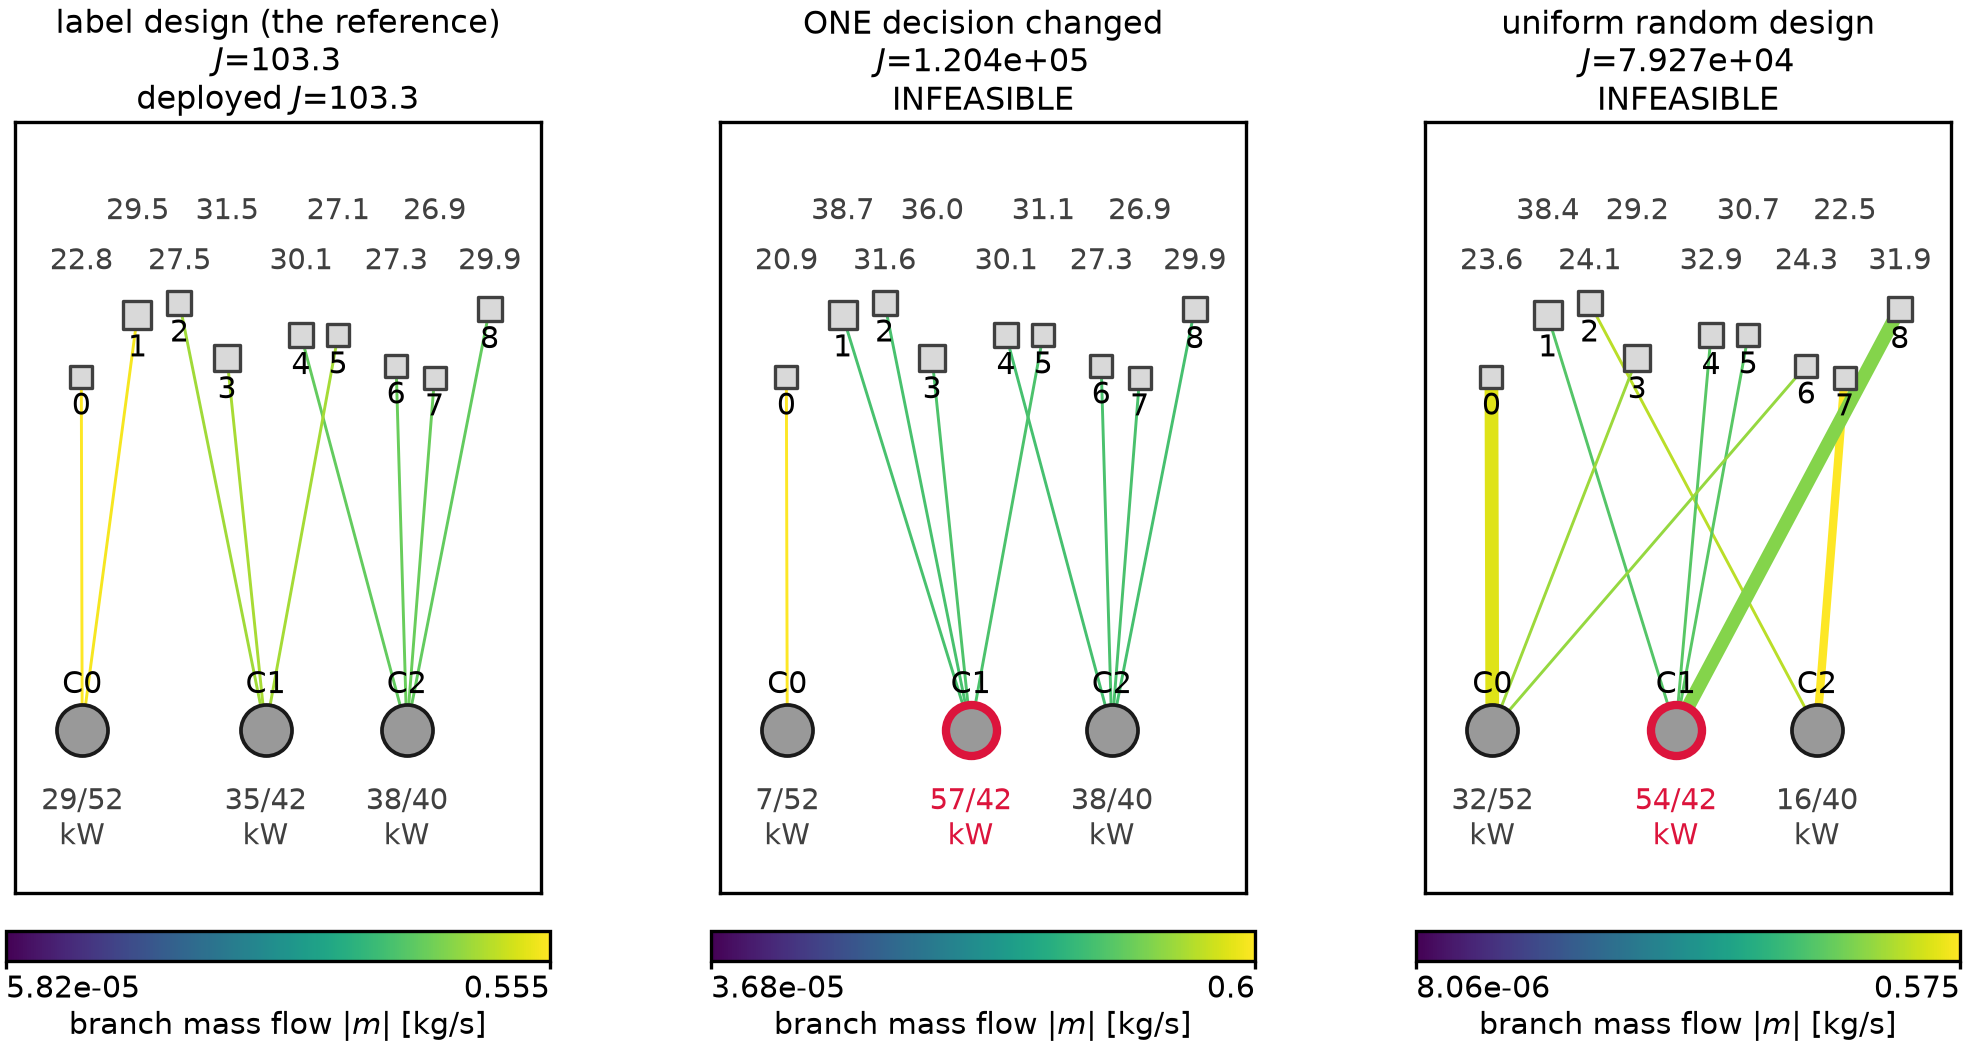 label design (the reference)
J=103.3
deployed J=103.3
29.5 31.5 27.1 26.9
22.8 27.5 30.1 27.3 29.9
0 1 2 3 4 5 6 7 8
C0 C1 C2
29/52 35/42 38/40
kW kW kW
5.82e-05 0.555
branch mass flow |m| [kg/s]
ONE decision changed
J=1.204e+05
INFEASIBLE
38.7 36.0 31.1 26.9
20.9 31.6 30.1 27.3 29.9
0 1 2 3 4 5 6 7 8
C0 C1 C2
7/52 57/42 38/40
kW kW kW
3.68e-05 0.6
branch mass flow |m| [kg/s]
uniform random design
J=7.927e+04
INFEASIBLE
38.4 29.2 30.7 22.5
23.6 24.1 32.9 24.3 31.9
0 1 2 3 4 5 6 7 8
C0 C1 C2
32/52 54/42 16/40
kW kW kW
8.06e-06 0.575
branch mass flow |m| [kg/s]